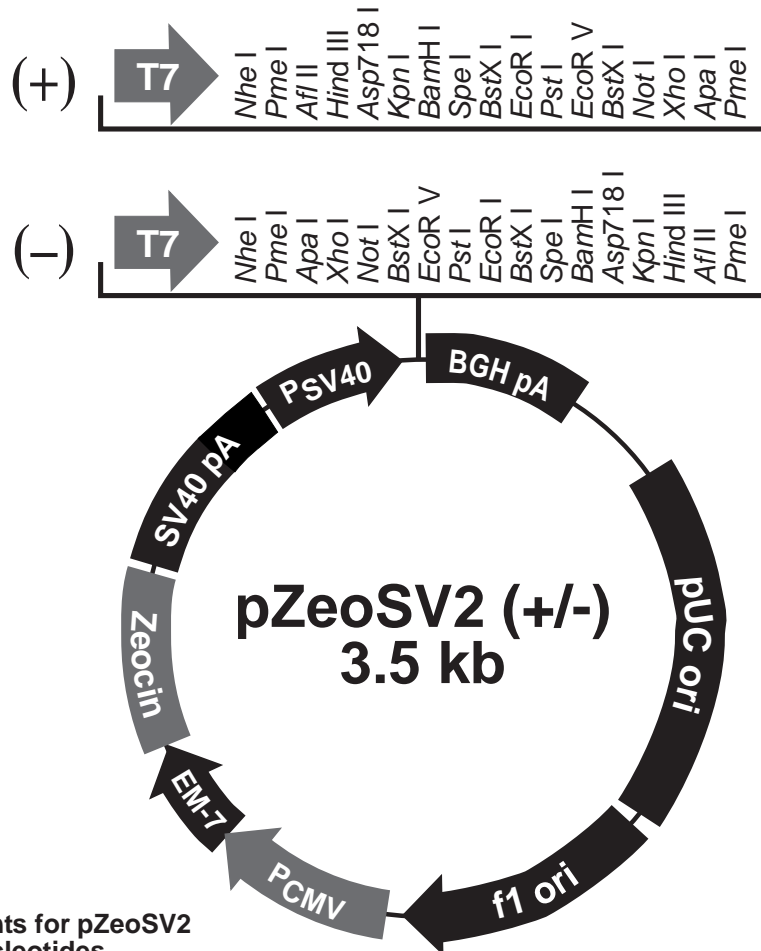 (+)
T7
Nhe I
Pme I
Afl II
Hind III
Asp718 I
Kpn I
BamH I
Spe I
BstX I
EcoR I
Pst I
EcoR V
BstX I
Not I
Xho I
Apa I
Pme I
(–)
T7
Nhe I
Pme I
Apa I
Xho I
Not I
BstX I
EcoR V
Pst I
EcoR I
BstX I
Spe I
BamH I
Asp718 I
Kpn I
Hind III
Afl II
Pme I
PSV40
BGH pA
SV40 pA
pUC ori
Zeocin
pZeoSV2 (+/-)
3.5 kb
EM-7
PCMV
f1 ori
for pZeoSV2